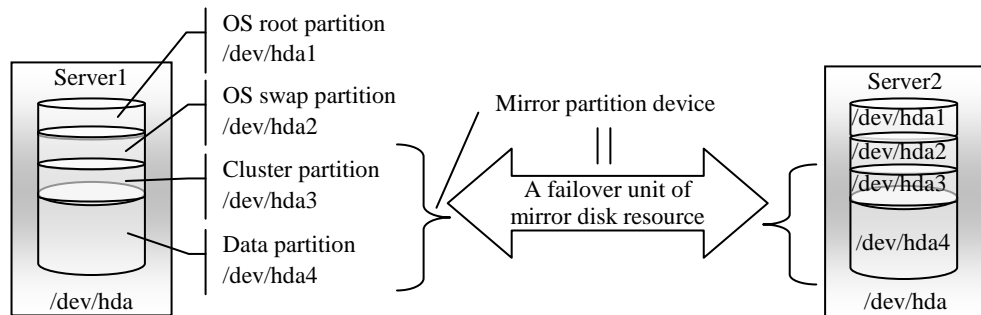 OS root partition
/dev/hda1
Server1
OS swap partition
/dev/hda2
Cluster partition
/dev/hda3
Data partition
/dev/hda4
/dev/hda
Mirror partition device
A failover unit of
mirror disk resource
Server2
/dev/hda1
/dev/hda2
/dev/hda3
/dev/hda4
/dev/hda